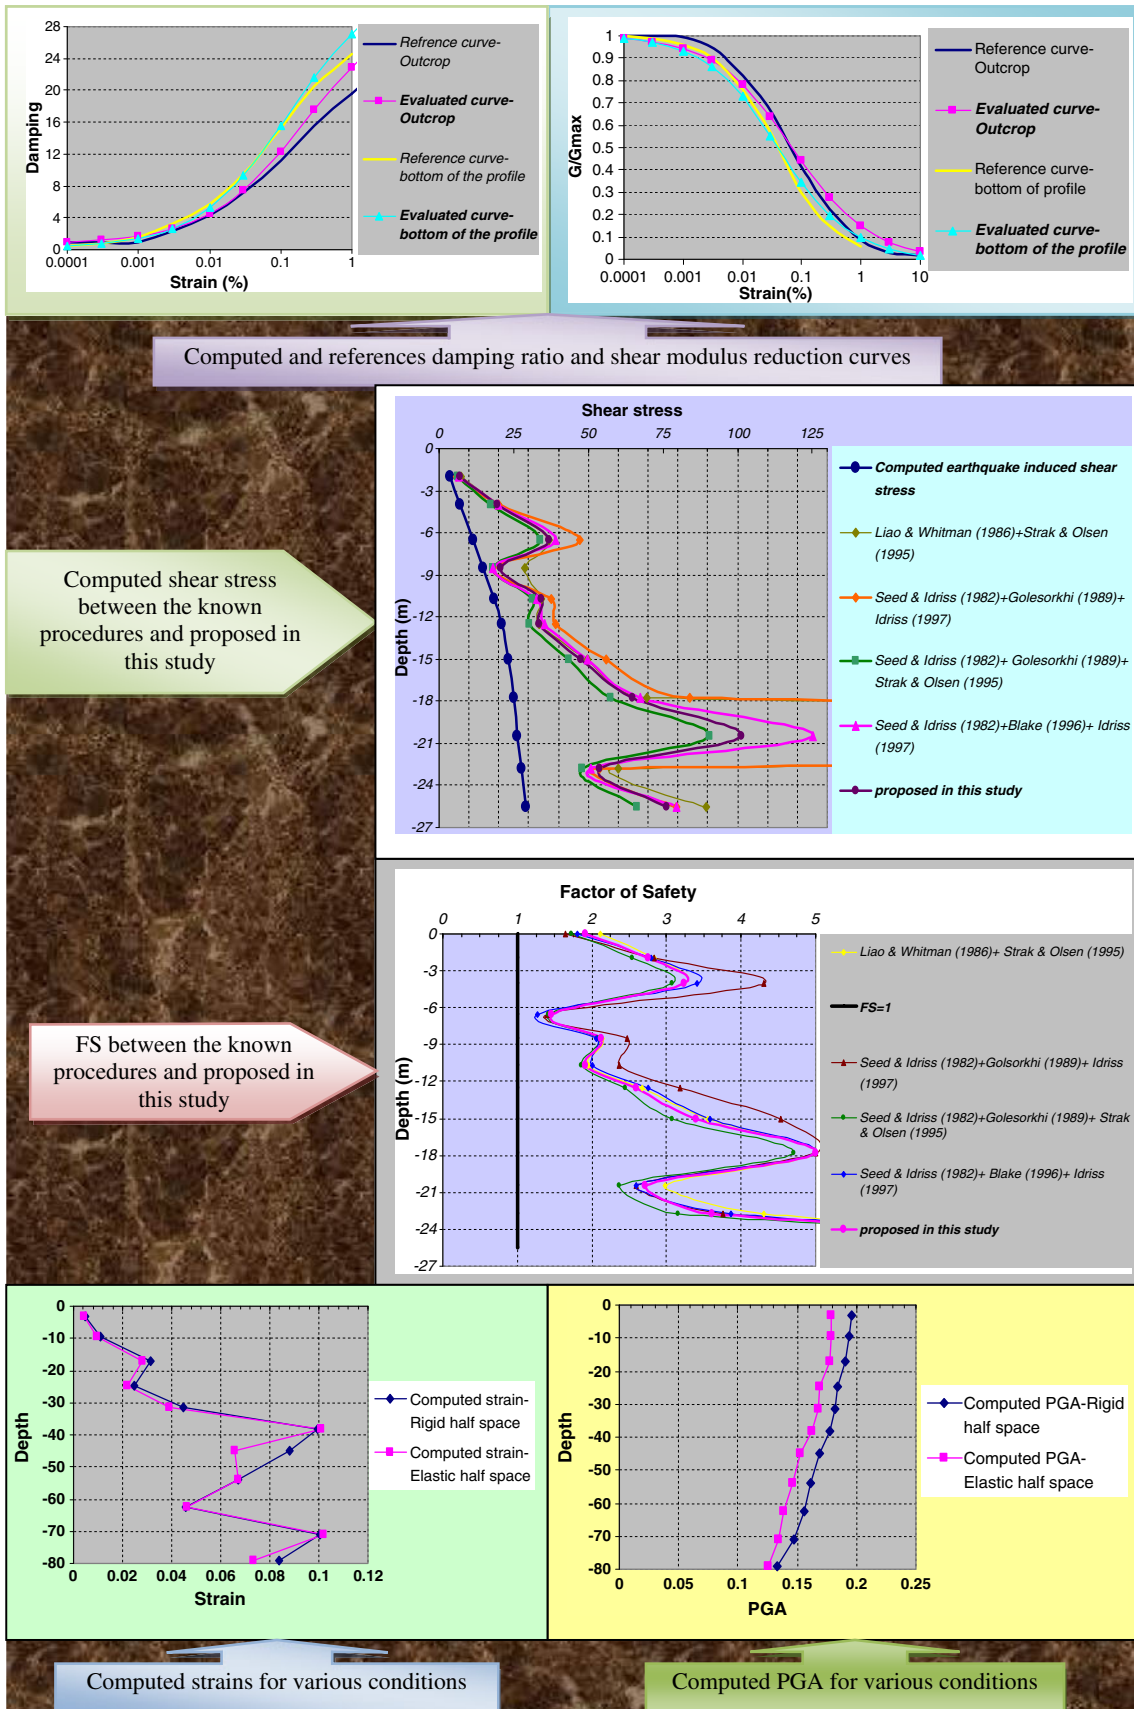 28
24
20
16
12
8
4
0
Damping
0.0001
0.001
0.01
0.1
1
Strain (%)
Refrence curve-
Outcrop
Evaluated curve-
Outcrop
Reference curve-
bottom of the profile
Evaluated curve-
bottom of the profile
1
0.9
0.8
0.7
0.6
0.5
0.4
0.3
0.2
0.1
0
G/Gmax
0.0001
0.001
0.01
0.1
1
10
Strain(%)
Reference curve-
Outcrop
Evaluated curve-
Outcrop
Reference curve-
bottom of profile
Evaluated curve-
bottom of the profile
Computed and references damping ratio and shear modulus reduction curves
Computed shear stress
between the known
procedures and proposed in
this study
Shear stress
0 25 50 75 100 125
0
-3
-6
-9
-12
-15
-18
-21
-24
-27
Depth (m)
Computed earthquake induced shear
stress
Liao & Whitman (1986)+Strak & Olsen
(1995)
Seed & Idriss (1982)+Golesorkhi (1989)+
Idriss (1997)
Seed & Idriss (1982)+ Golesorkhi (1989)+
Strak & Olsen (1995)
Seed & Idriss (1982)+Blake (1996)+ Idriss
(1997)
proposed in this study
FS between the known
procedures and proposed in
this study
Factor of Safety
0 1 2 3 4 5
0
-3
-6
-9
-12
-15
-18
-21
-24
-27
Depth (m)
Liao & Whitman (1986)+ Strak & Olsen (1995)
FS=1
Seed & Idriss (1982)+Golsorkhi (1989)+ Idriss
(1997)
Seed & Idriss (1982)+Golesorkhi (1989)+ Strak
& Olsen (1995)
Seed & Idriss (1982)+ Blake (1996)+ Idriss
(1997)
proposed in this study
0
-10
-20
-30
-40
-50
-60
-70
-80
Depth
0 0.02 0.04 0.06 0.08 0.1 0.12
Strain
Computed strain-
Rigid half space
Computed strain-
Elastic half space
0
-10
-20
-30
-40
-50
-60
-70
-80
Depth
0 0.05 0.1 0.15 0.2 0.25
PGA
Computed PGA-Rigid
half space
Computed PGA-
Elastic half space
Computed strains for various conditions
Computed PGA for various conditions